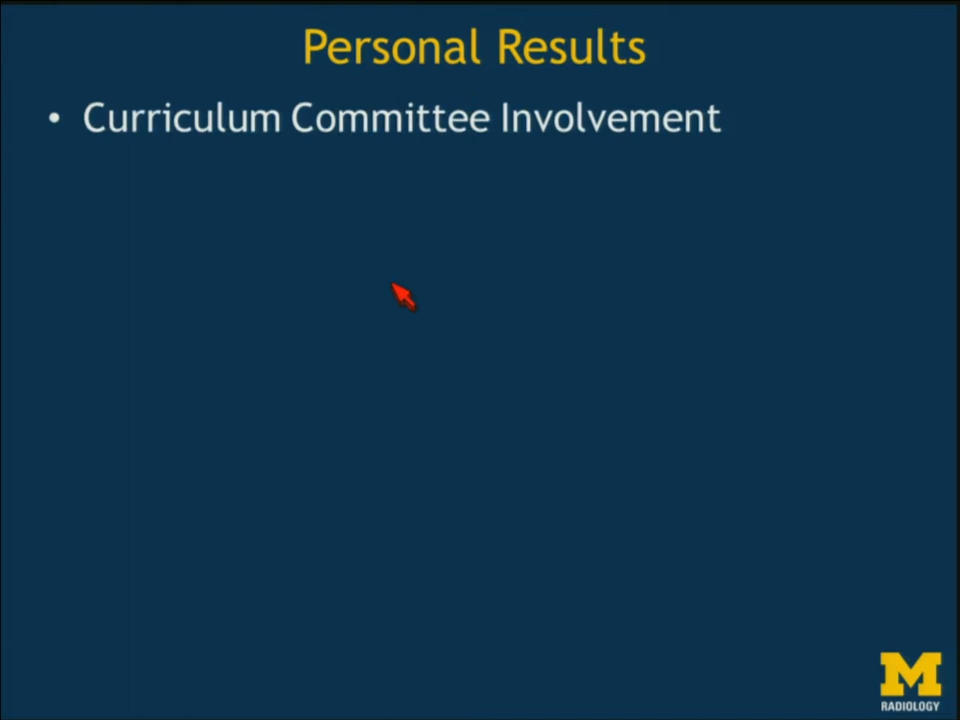 Personal Results
• Curriculum Committee Involvement
M
RADIOLOGY